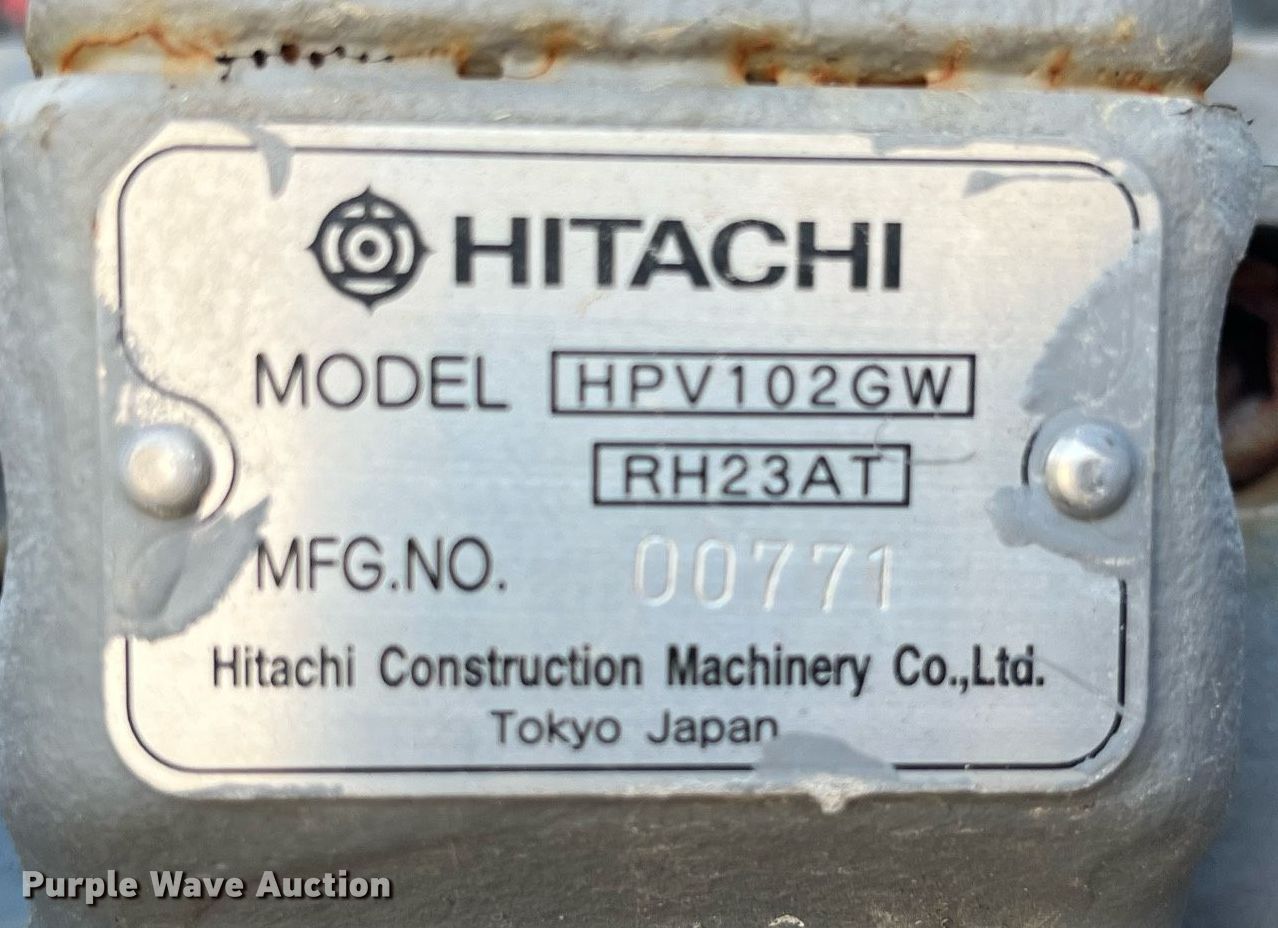 HITACHI
MODEL HPV102GW
RH23AT
MFG.NO. 00771
Hitachi Construction Machinery Co.,Ltd.
Tokyo Japan
Purple Wave Auction